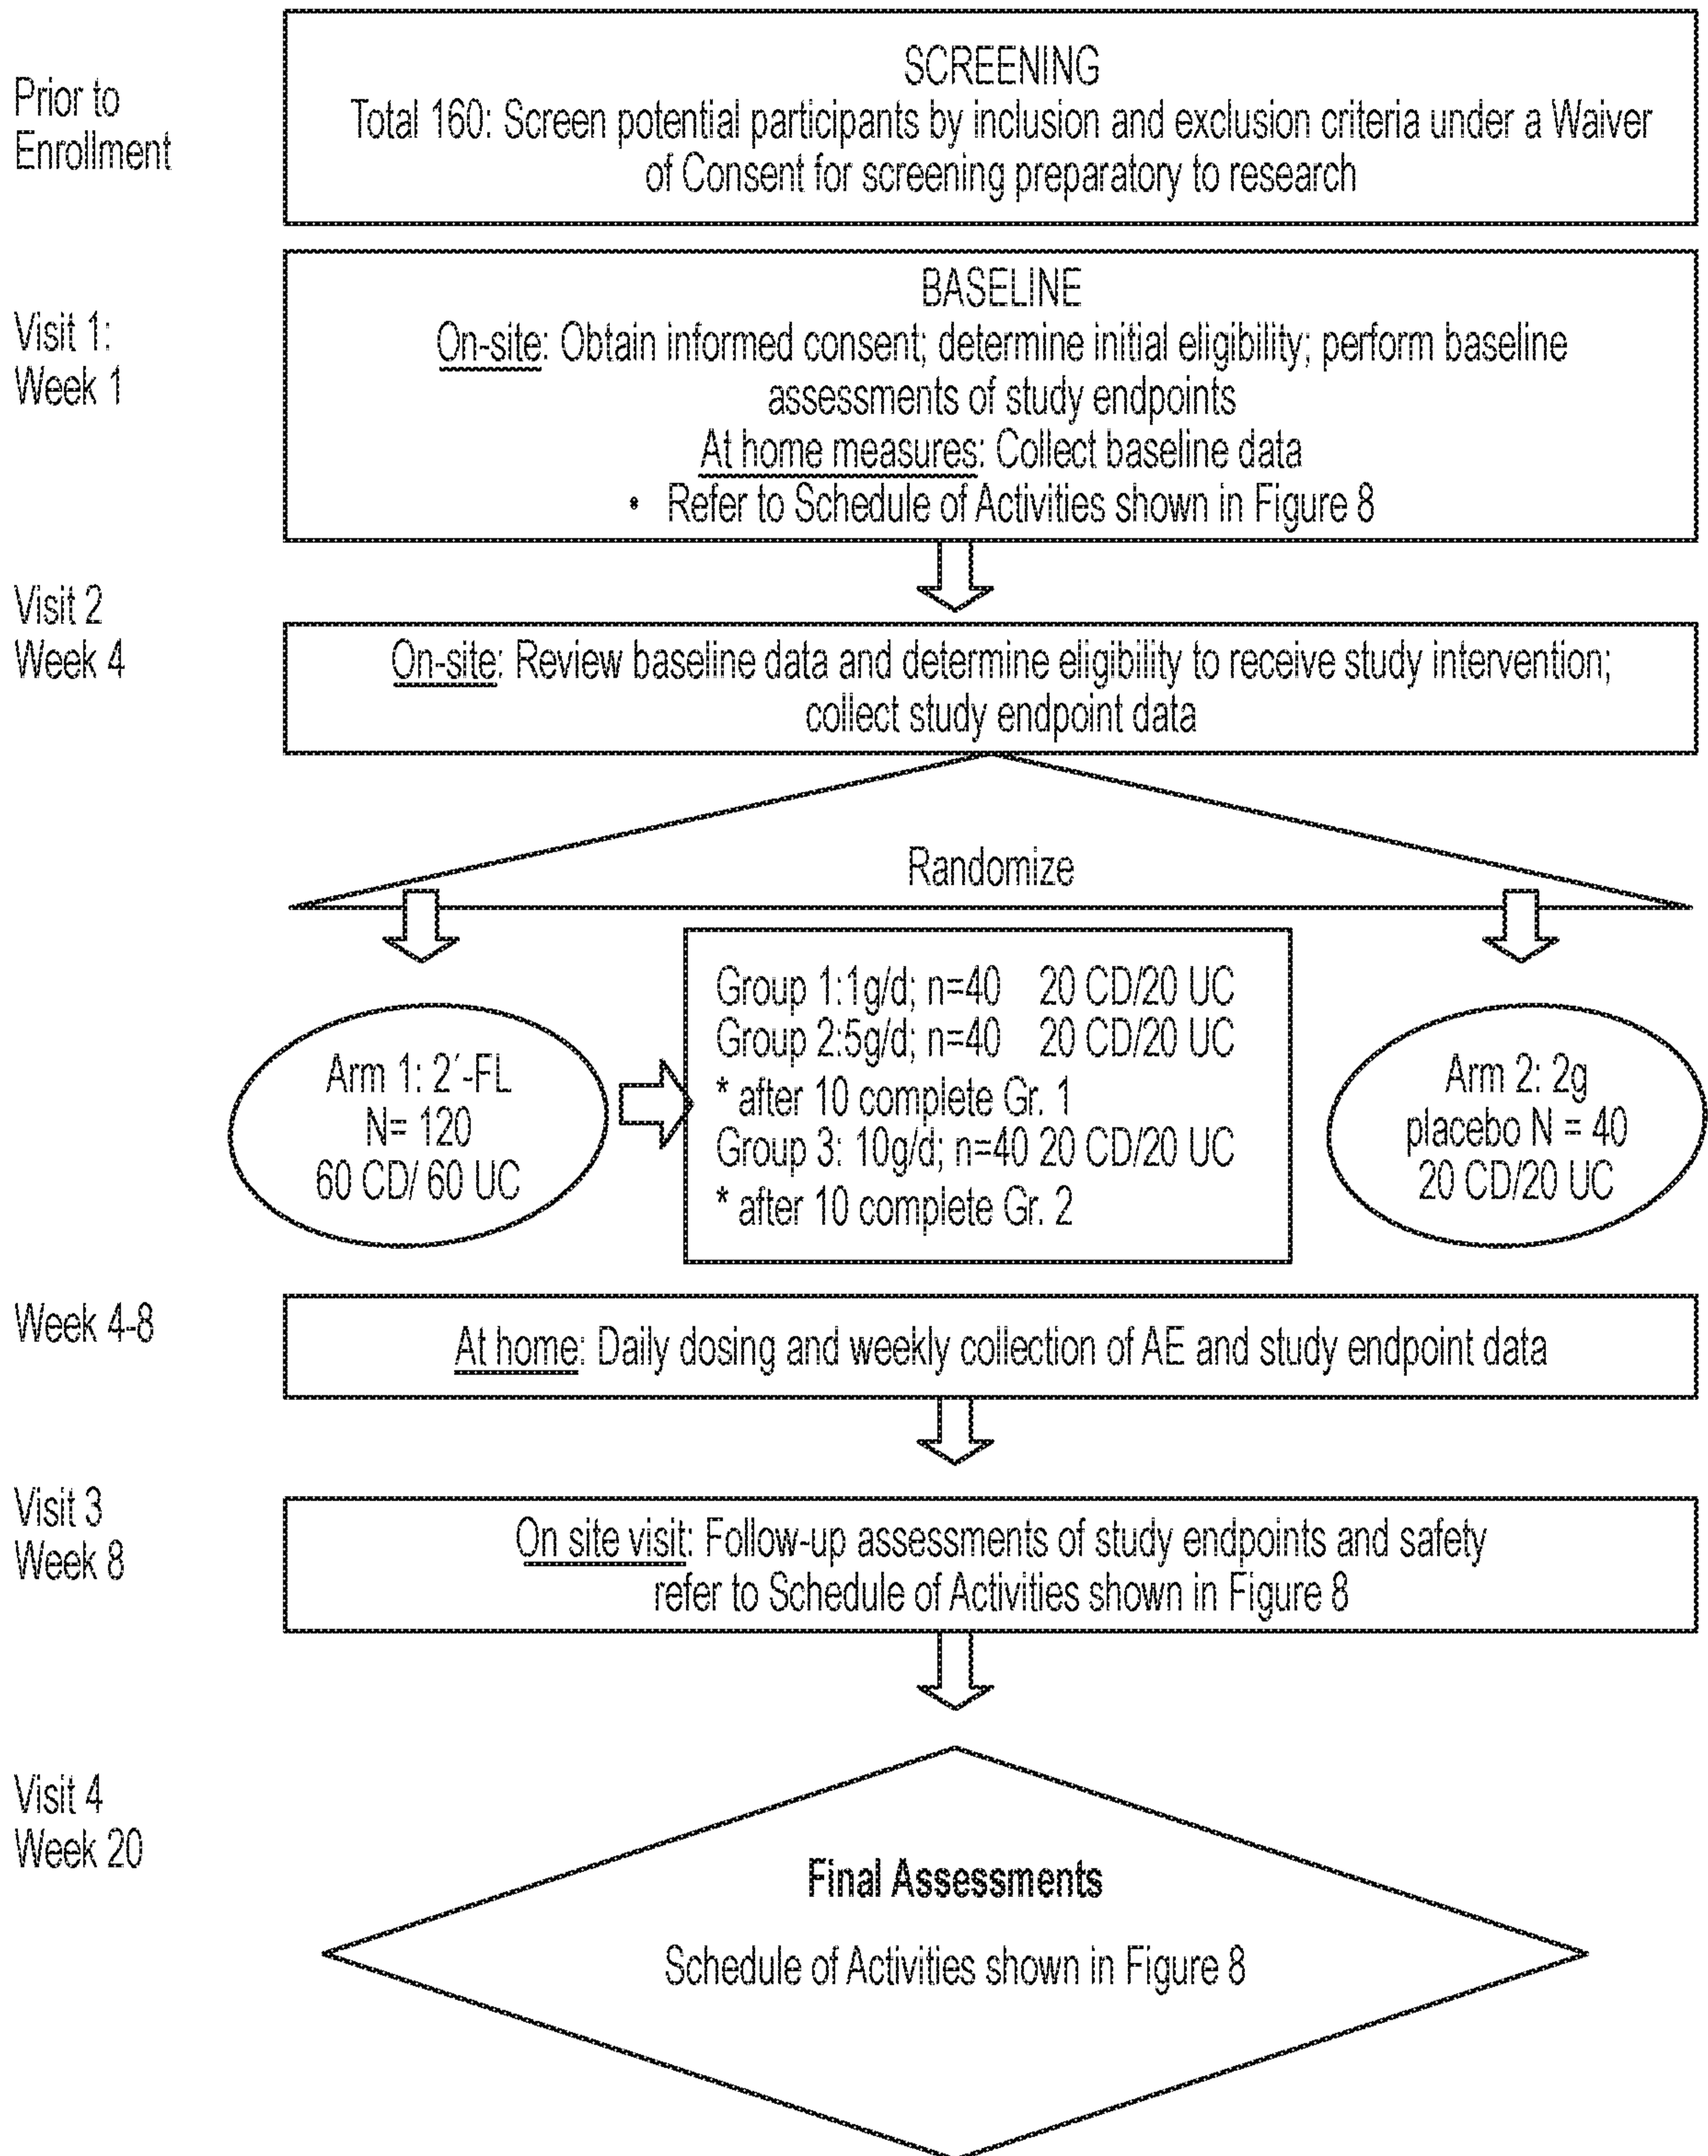 Prior to
Enrollment
SCREENING
Total 160: Screen potential participants by inclusion and exclusion criteria under a Waiver
of Consent for screening preparatory to research
Visit 1:
Week 1
BASELINE
On-site: Obtain informed consent; determine initial eligibility; perform baseline
assessments of study endpoints
At home measures: Collect baseline data
• Refer to Schedule of Activities shown in Figure 8
Visit 2
Week 4
On-site: Review baseline data and determine eligibility to receive study intervention;
collect study endpoint data
Randomize
Arm 1: 2´-FL
N= 120
60 CD/ 60 UC
Group 1:1g/d; n=40 20 CD/20 UC
Group 2:5g/d; n=40 20 CD/20 UC
* after 10 complete Gr. 1
Group 3: 10g/d; n=40 20 CD/20 UC
* after 10 complete Gr. 2
Arm 2: 2g
placebo N = 40
20 CD/20 UC
Week 4-8
At home: Daily dosing and weekly collection of AE and study endpoint data
Visit 3
Week 8
On site visit: Follow-up assessments of study endpoints and safety
refer to Schedule of Activities shown in Figure 8
Visit 4
Week 20
Final Assessments
Schedule of Activities shown in Figure 8